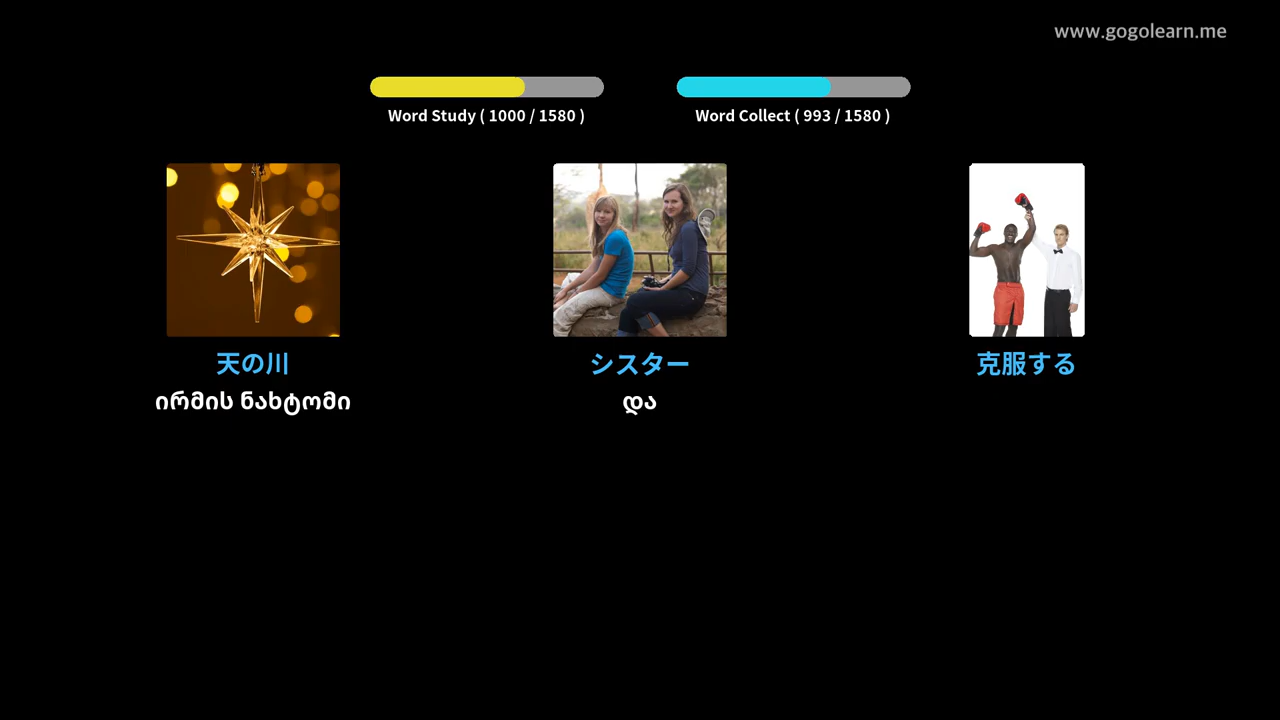 www.gogolearn.me
Word Study ( 1000 / 1580 )
Word Collect ( 993 / 1580 )
天の川
シスター
克服する
ირმის ნახტომი
და